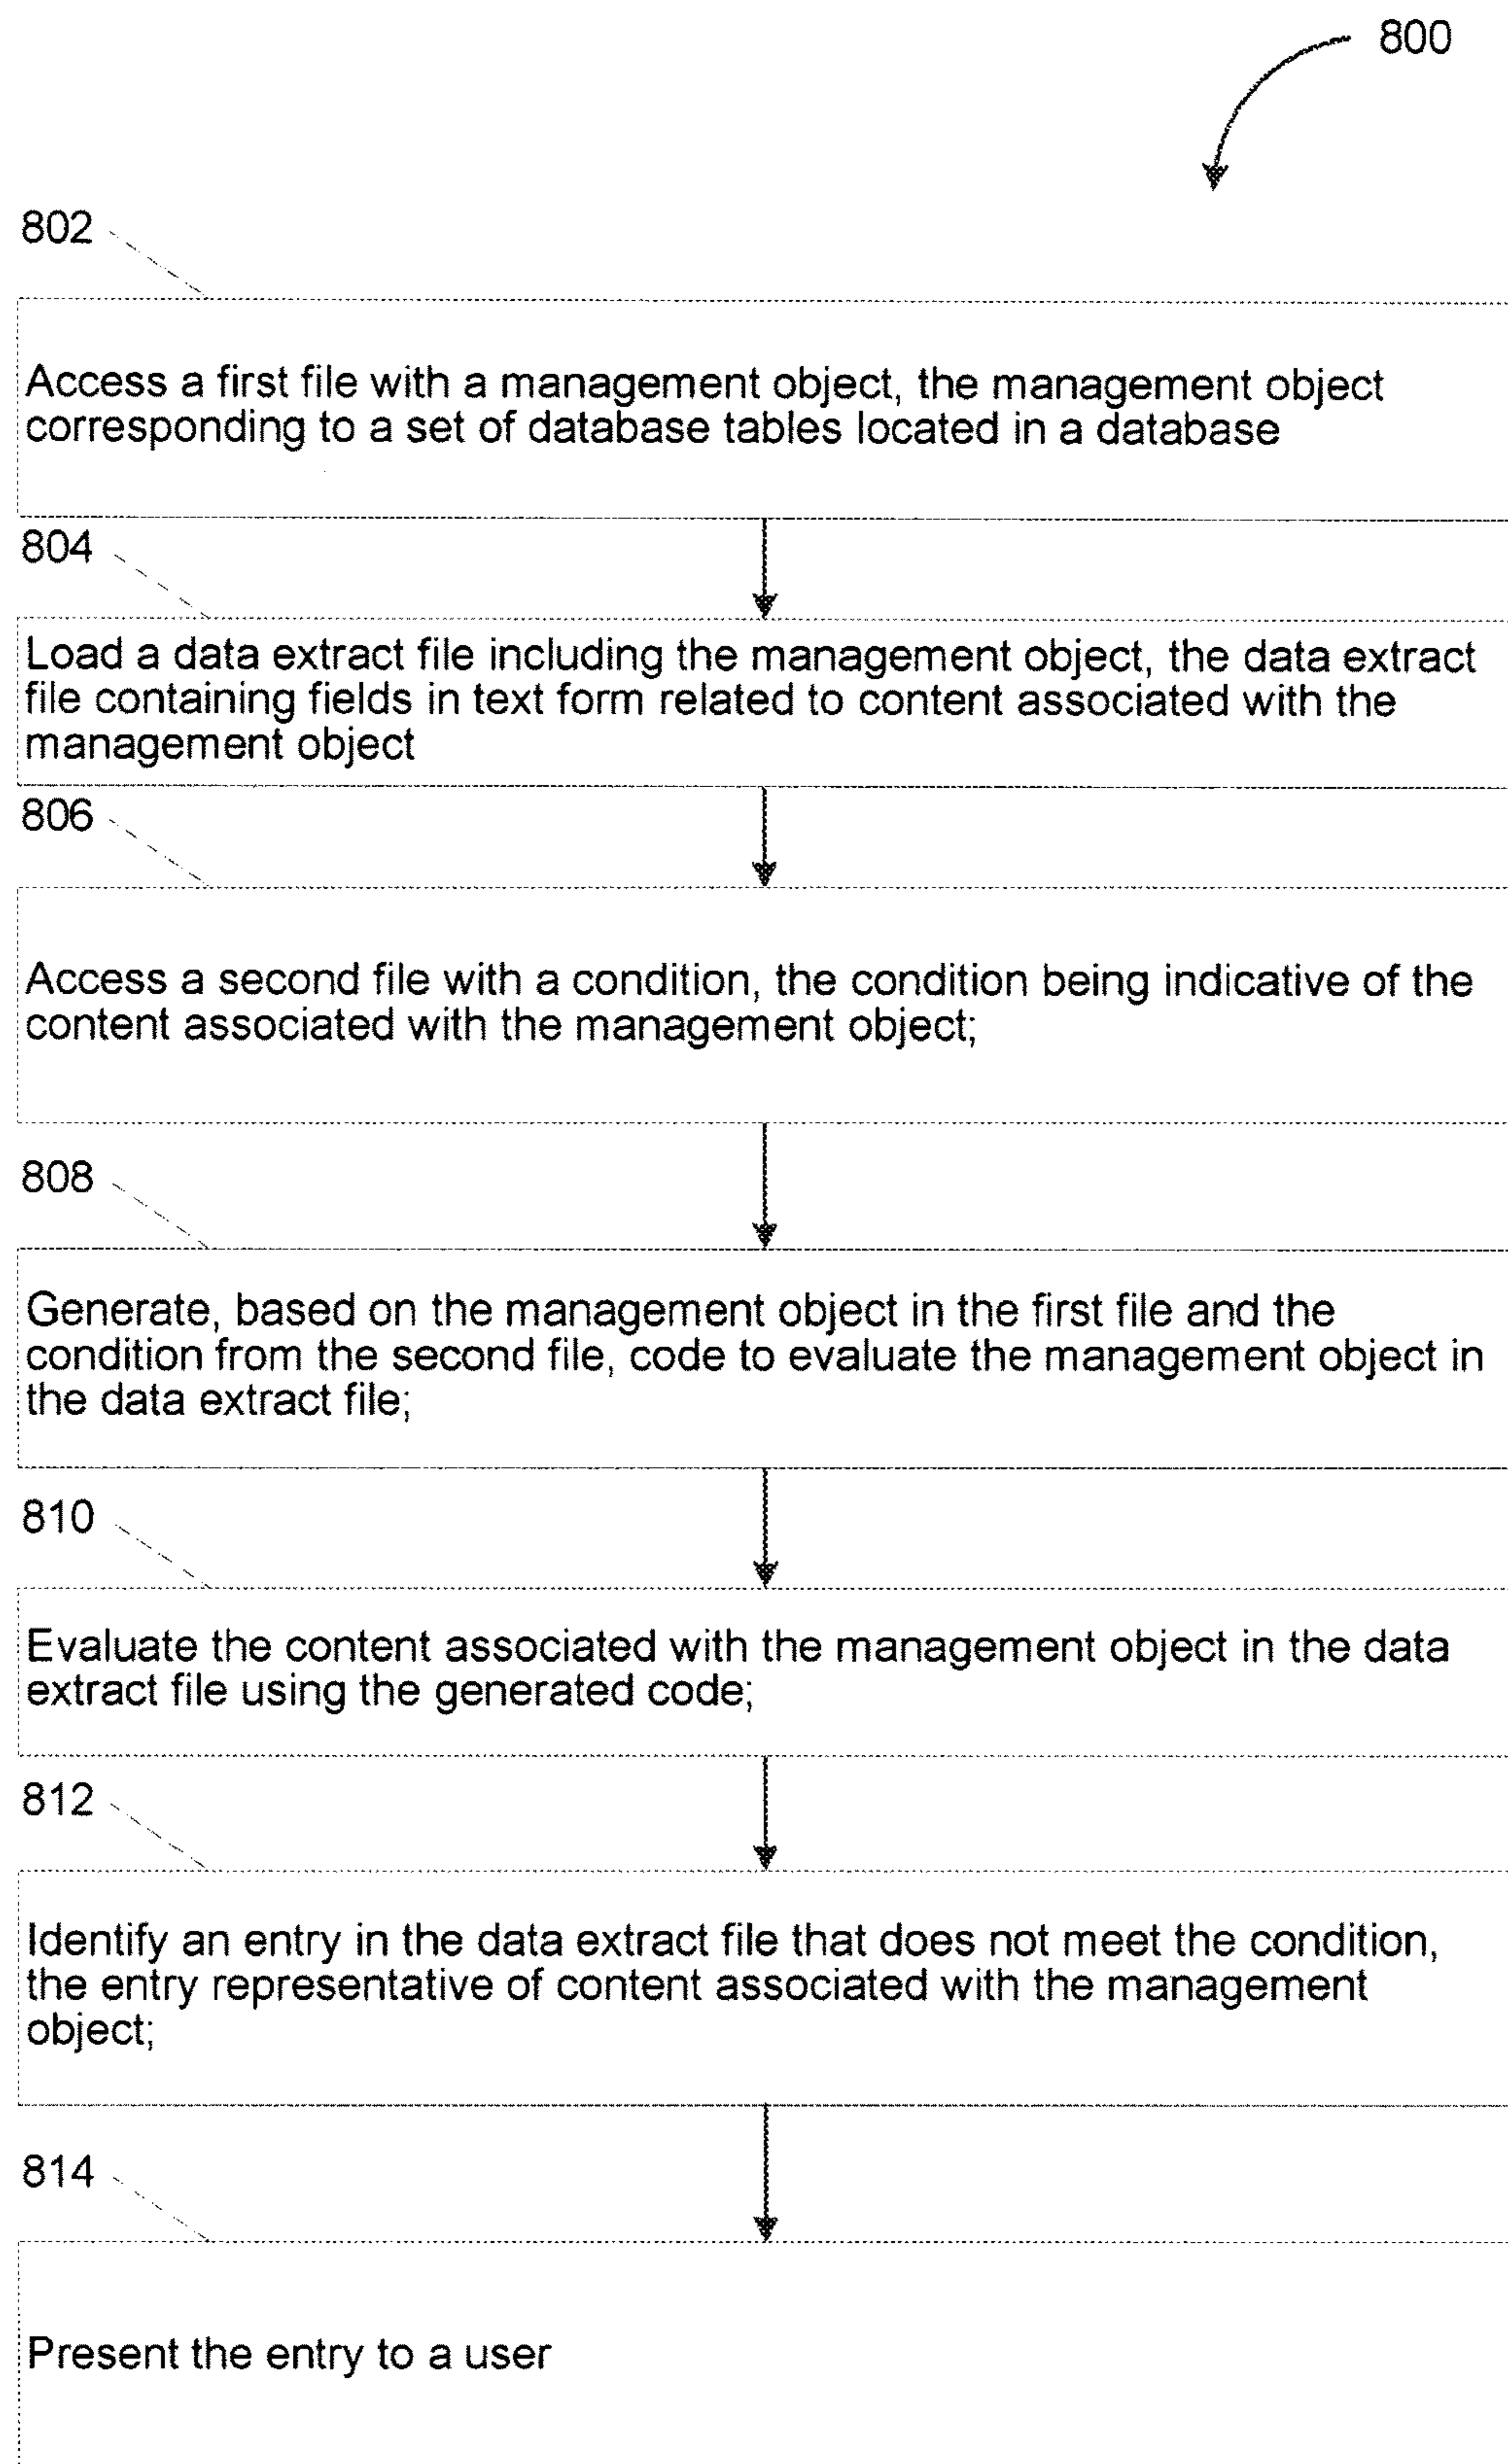 800
802
Access a first file with a management object, the management object
corresponding to a set of database tables located in a database
804
Load a data extract file including the management object, the data extract
file containing fields in text form related to content associated with the
management object
806
Access a second file with a condition, the condition being indicative of the
content associated with the management object;
808
Generate, based on the management object in the first file and the
condition from the second file, code to evaluate the management object in
the data extract file;
810
Evaluate the content associated with the management object in the data
extract file using the generated code;
812
Identify an entry in the data extract file that does not meet the condition,
the entry representative of content associated with the management
object;
814
Present the entry to a user